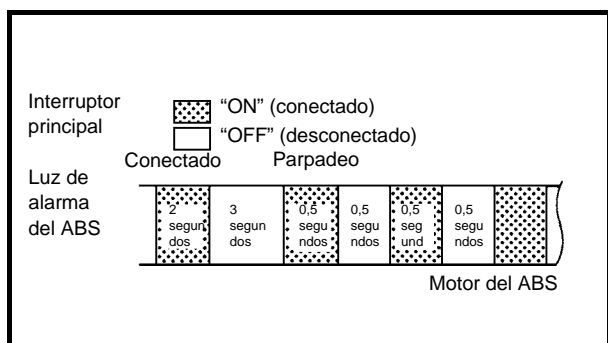 Interruptor
principal
“ON” (conectado)
“OFF” (desconectado)
Conectado Parpadeo
Luz de
alarma
del ABS
2
segun
dos
3
segun
dos
0,5
segu
ndos
0,5
segu
ndos
0,5
seg
und
0,5
segu
ndos
Motor del ABS